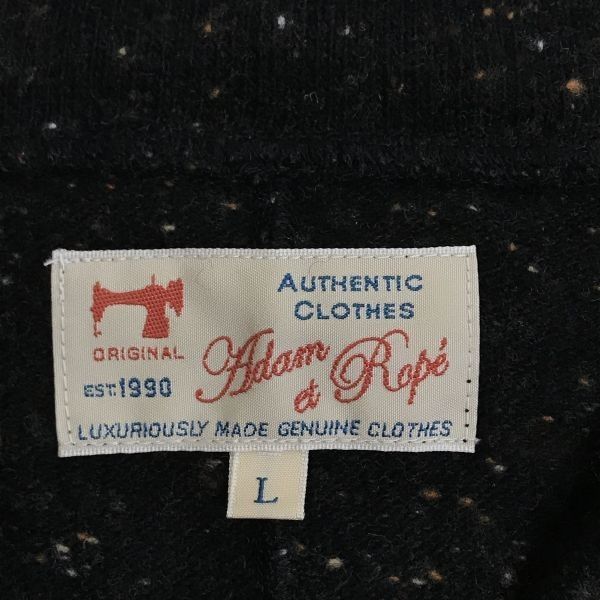 AUTHENTIC
CLOTHES
ORIGINAL
Adam
et Ropé
EST.1990
LUXURIOUSLY MADE GENUINE CLOTHES
L